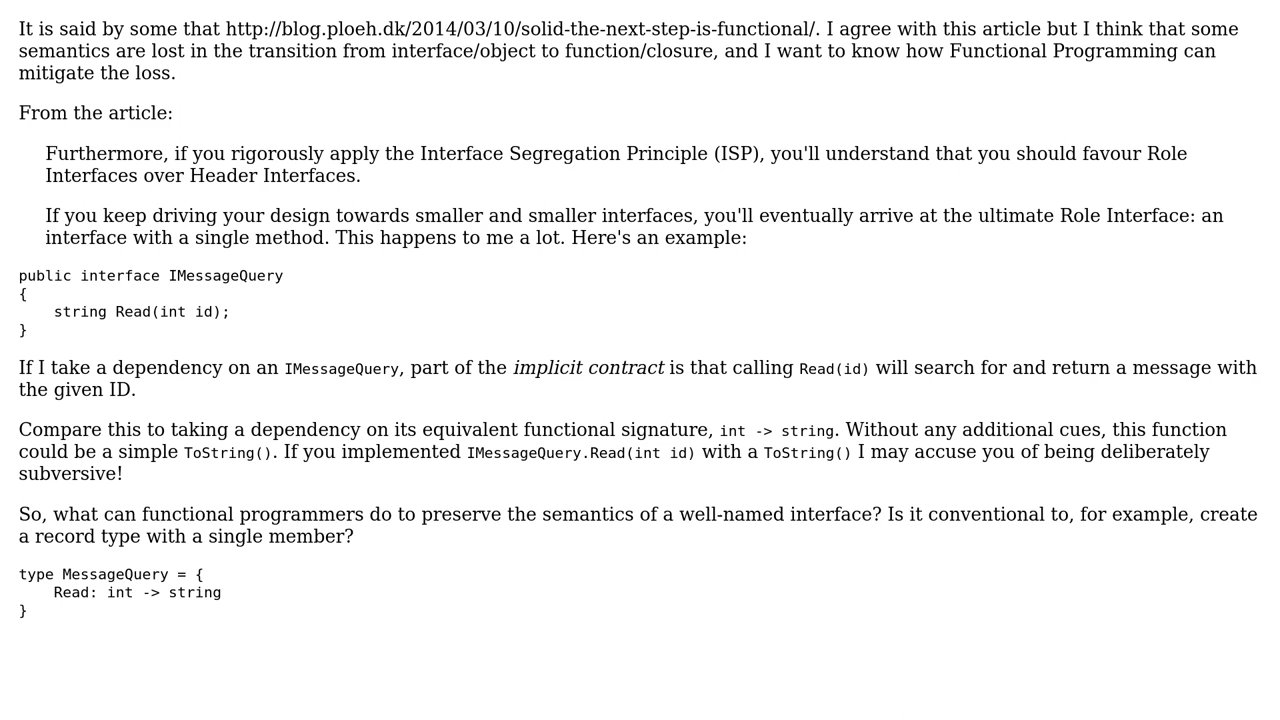 It is said by some that http://blog.ploeh.dk/2014/03/10/solid-the-next-step-is-functional/. I agree with this article but I think that some
semantics are lost in the transition from interface/object to function/closure, and I want to know how Functional Programming can
mitigate the loss.
From the article:
Furthermore, if you rigorously apply the Interface Segregation Principle (ISP), you'll understand that you should favour Role
Interfaces over Header Interfaces.
If you keep driving your design towards smaller and smaller interfaces, you'll eventually arrive at the ultimate Role Interface: an
interface with a single method. This happens to me a lot. Here's an example:
public interface IMessageQuery
{
    string Read(int id);
}
If I take a dependency on an IMessageQuery, part of the implicit contract is that calling Read(id) will search for and return a message with
the given ID.
Compare this to taking a dependency on its equivalent functional signature, int -> string. Without any additional cues, this function
could be a simple ToString(). If you implemented IMessageQuery.Read(int id) with a ToString() I may accuse you of being deliberately
subversive!
So, what can functional programmers do to preserve the semantics of a well-named interface? Is it conventional to, for example, create
a record type with a single member?
type MessageQuery = {
    Read: int -> string
}